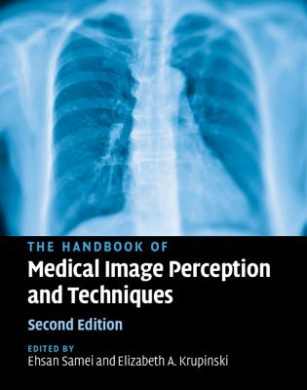 THE HANDBOOK OF
Medical Image Perception
and Techniques
Second Edition
EDITED BY
Ehsan Samei and Elizabeth A. Krupinski